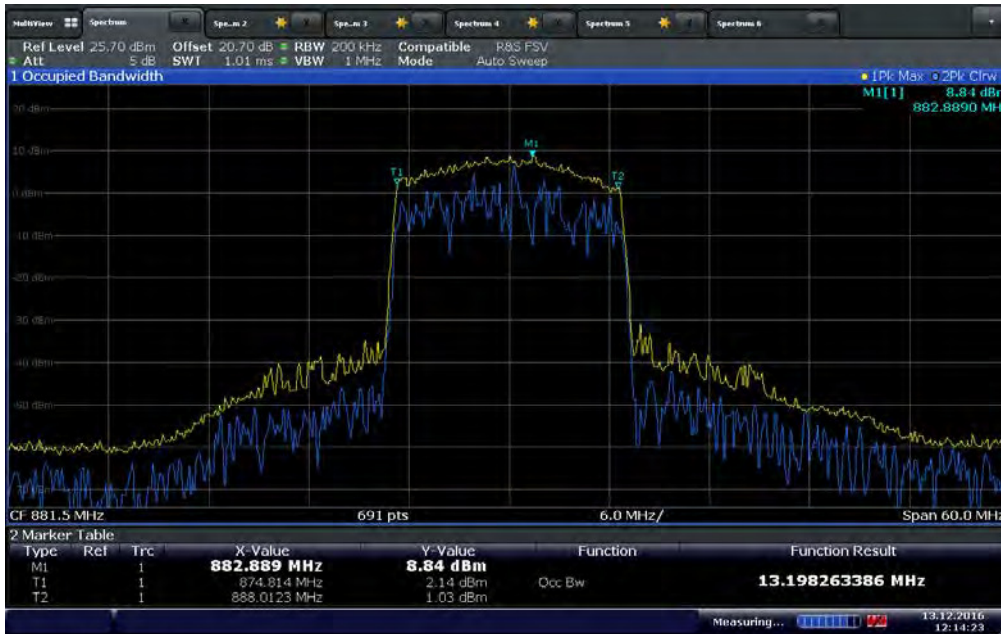 MultiView Spectrum Spe...m 2 Spe...m 3 Spectrum 4 Spectrum 5 Spectrum 6
Ref Level 25.70 dBm Offset 20.70 dB RBW 200 kHz Compatible R&S FSV
Att 5 dB SWT 1.01 ms VBW 1 MHz Mode Auto Sweep
1 Occupied Bandwidth 1Pk Max 2Pk Clrw
M1[1] 8.84 dBm
882.8890 MH
20 dBm
10 dBm
M1
T1 T2
0 dBm
-10 dBm
-20 dBm
-30 dBm
-40 dBm
-50 dBm
CF 881.5 MHz 691 pts 6.0 MHz/ Span 60.0 MHz
2 Marker Table
Type Ref Trc X-Value Y-Value Function Function Result
M1 1 882.889 MHz 8.84 dBm
T1 1 874.814 MHz 2.14 dBm Occ Bw 13.198263386 MHz
T2 1 888.0123 MHz 1.03 dBm
Measuring... 13.12.2016
12:14:23